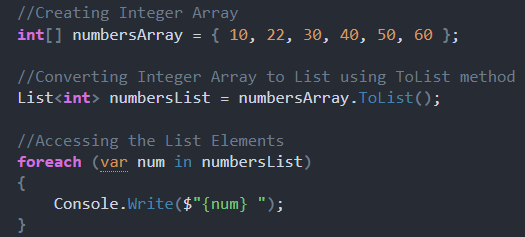 //Creating Integer Array
int[] numbersArray = { 10, 22, 30, 40, 50, 60 };
//Converting Integer Array to List using ToList method
List<int> numbersList = numbersArray.ToList();
//Accessing the List Elements
foreach (var num in numbersList)
{
    Console.Write($"{num} ");
}